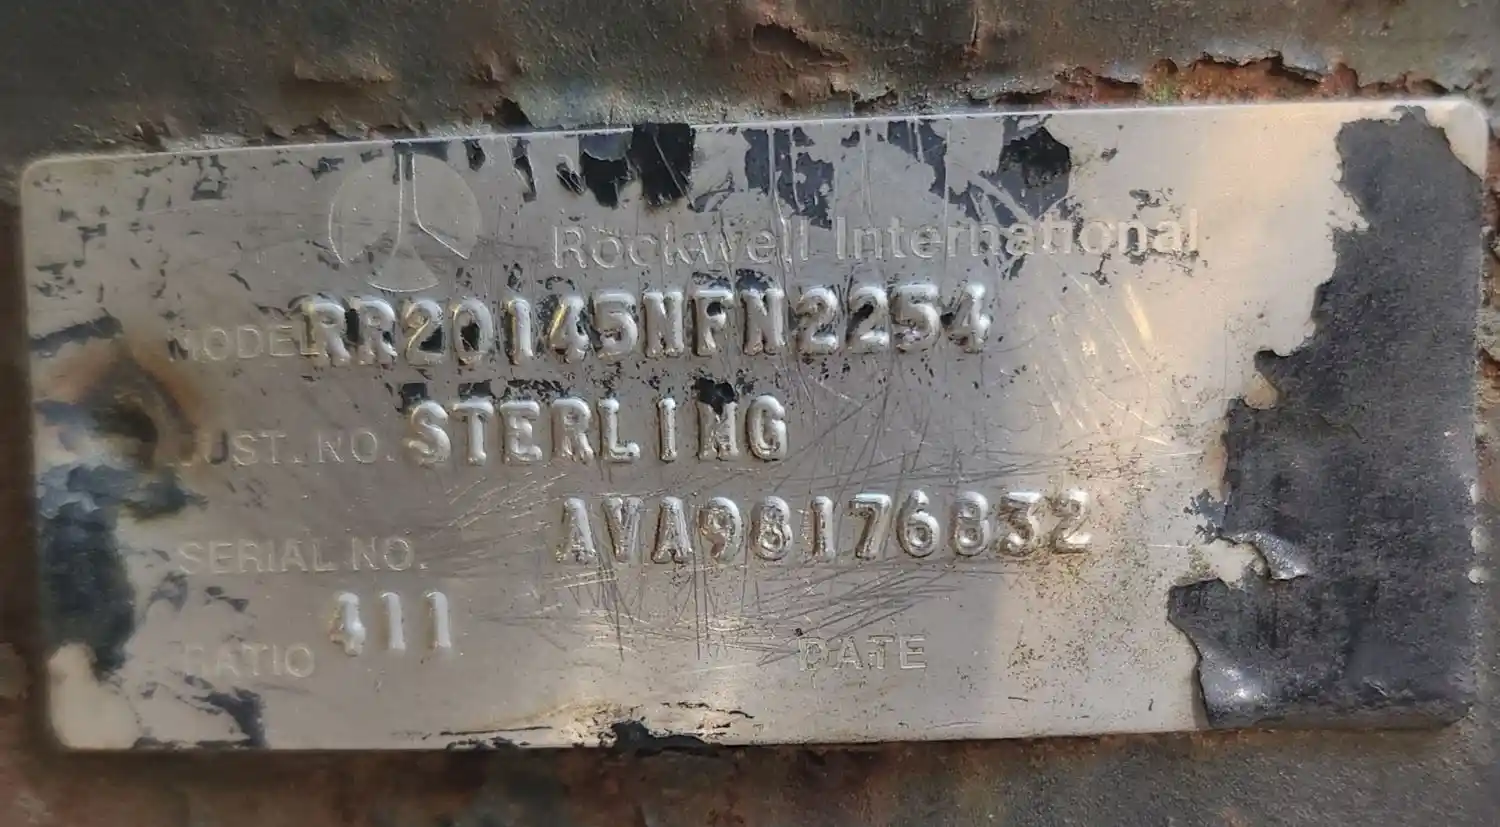 Rockwell International
MODEL RR20145NFN2254
CUST. NO. STERLING
SERIAL NO. AVA98176832
RATIO 411 DATE